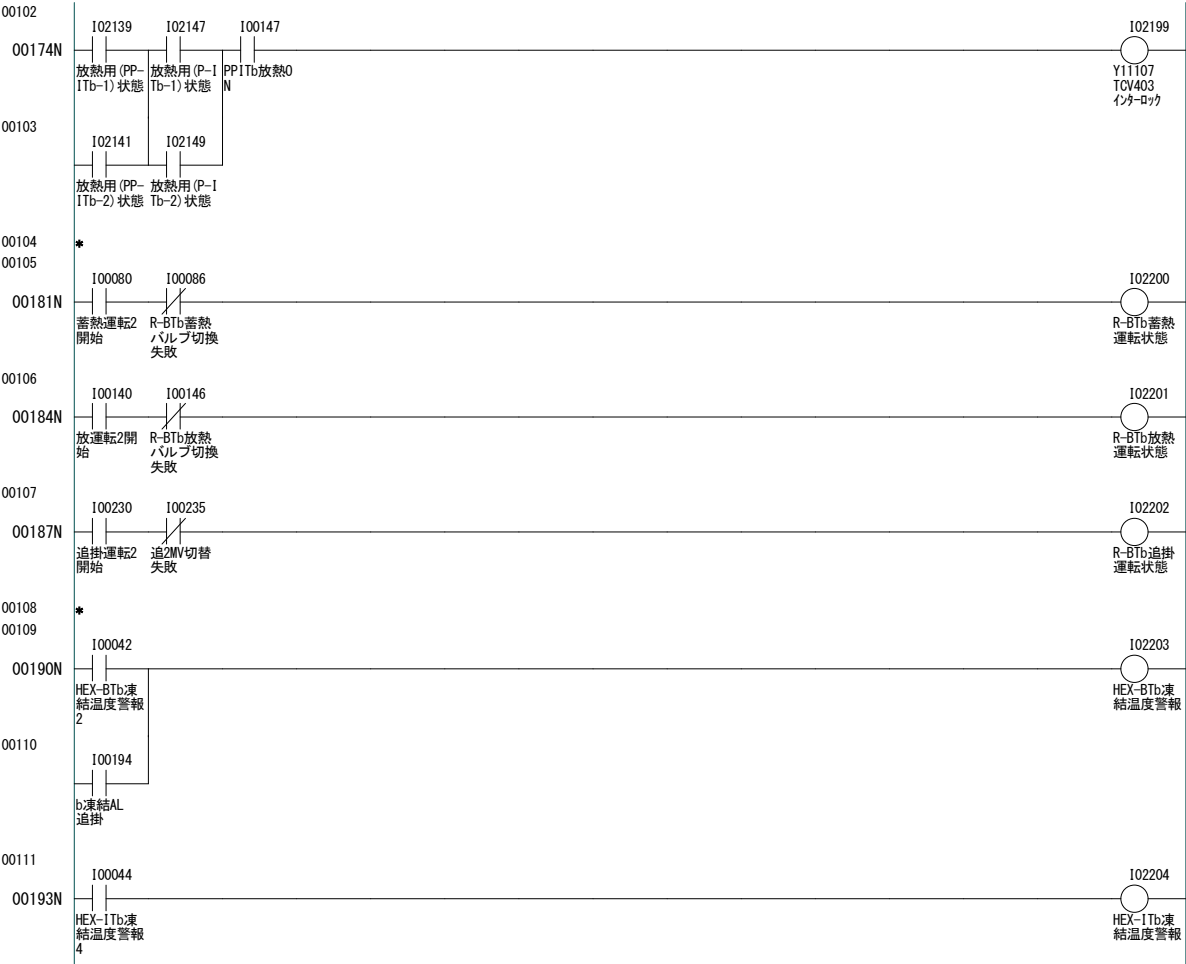 00102
I02139 I02147 I00147 I02199
00174N
放熱用(PP- 放熱用(P-I PPITb放熱O Y11107
ITb-1)状態 Tb-1)状態 N TCV403
インターロック
00103
I02141 I02149
放熱用(PP- 放熱用(P-I
ITb-2)状態 Tb-2)状態
00104 *
00105
I00080 I00086 I02200
00181N
蓄熱運転2 R-BTb蓄熱 R-BTb蓄熱
開始 バルブ切換 運転状態
失敗
00106
I00140 I00146 I02201
00184N
放運転2開 R-BTb放熱 R-BTb放熱
始 バルブ切換 運転状態
失敗
00107
I00230 I00235 I02202
00187N
追掛運転2 追2MV切替 R-BTb追掛
開始 失敗 運転状態
00108 *
00109
I00042 I02203
00190N
HEX-BTb凍 HEX-BTb凍
結温度警報 結温度警報
2
00110
I00194
b凍結AL
追掛
00111
I00044 I02204
00193N
HEX-ITb凍 HEX-ITb凍
結温度警報 結温度警報
4